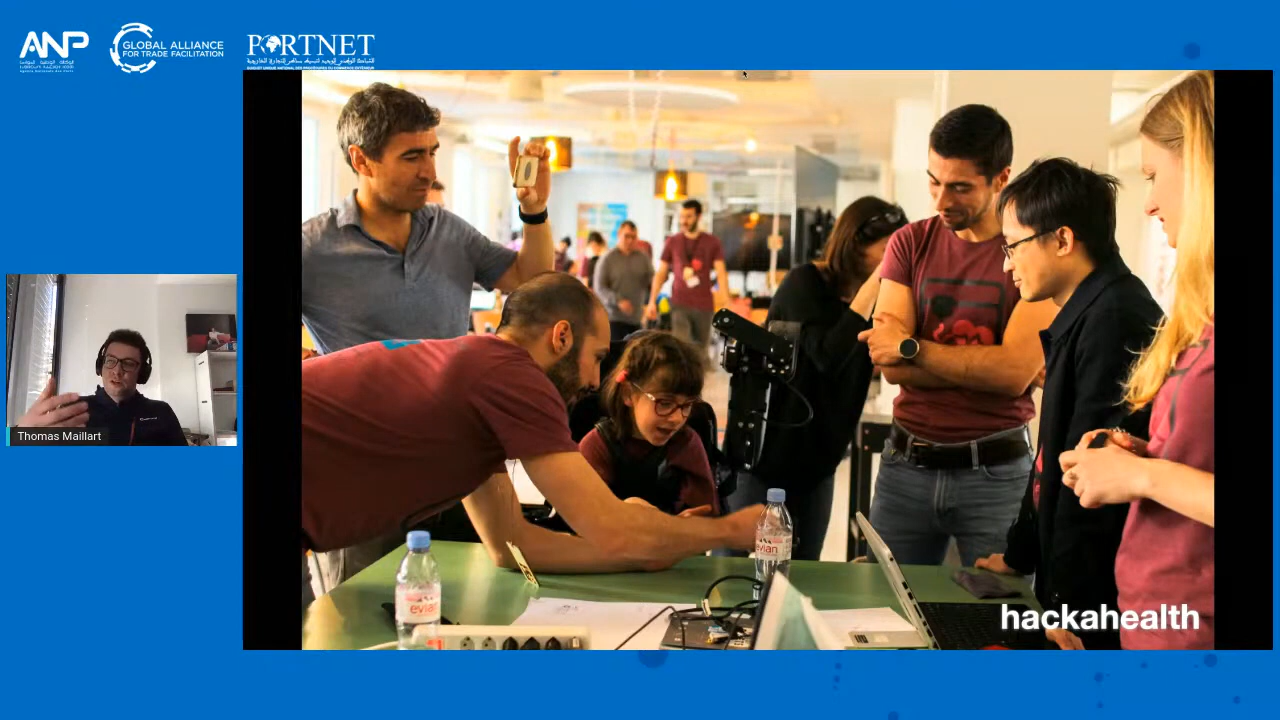 ANP
GLOBAL ALLIANCE
FOR TRADE FACILITATION
PORTNET
Thomas Maillart
evian
evian
hackahealth